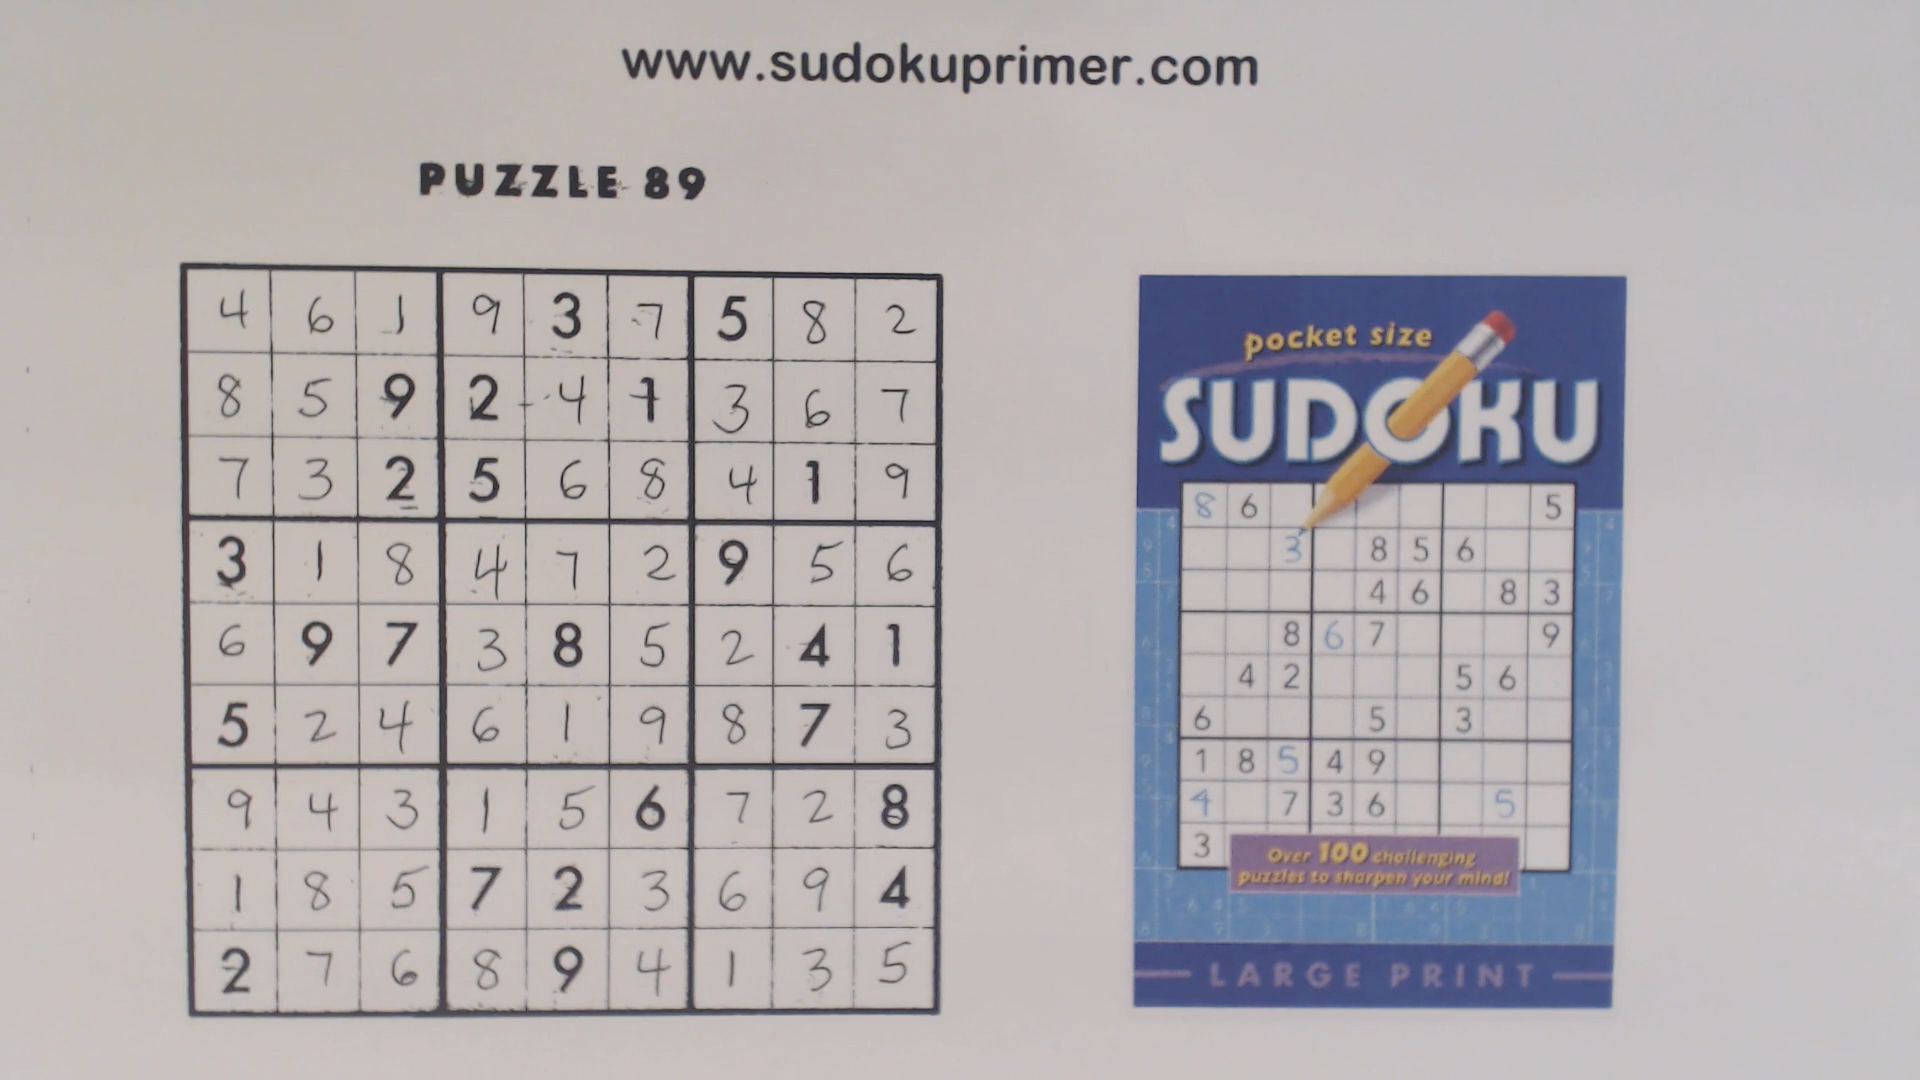 www.sudokuprimer.com
PUZZLE 89
4 6 1 9 3 7 5 8 2
8 5 9 2 4 1 3 6 7
7 3 2 5 6 8 4 1 9
3 1 8 4 7 2 9 5 6
6 9 7 3 8 5 2 4 1
5 2 4 6 1 9 8 7 3
9 4 3 1 5 6 7 2 8
1 8 5 7 2 3 6 9 4
2 7 6 8 9 4 1 3 5
pocket size
SUDOKU
8 6 5
3 8 5 6
4 6 8 3
8 6 7 9
4 2 5 6
6 5 3
1 8 5 4 9
4 7 3 6 5
3
Over 100 challenging
puzzles to sharpen your mind!
LARGE PRINT